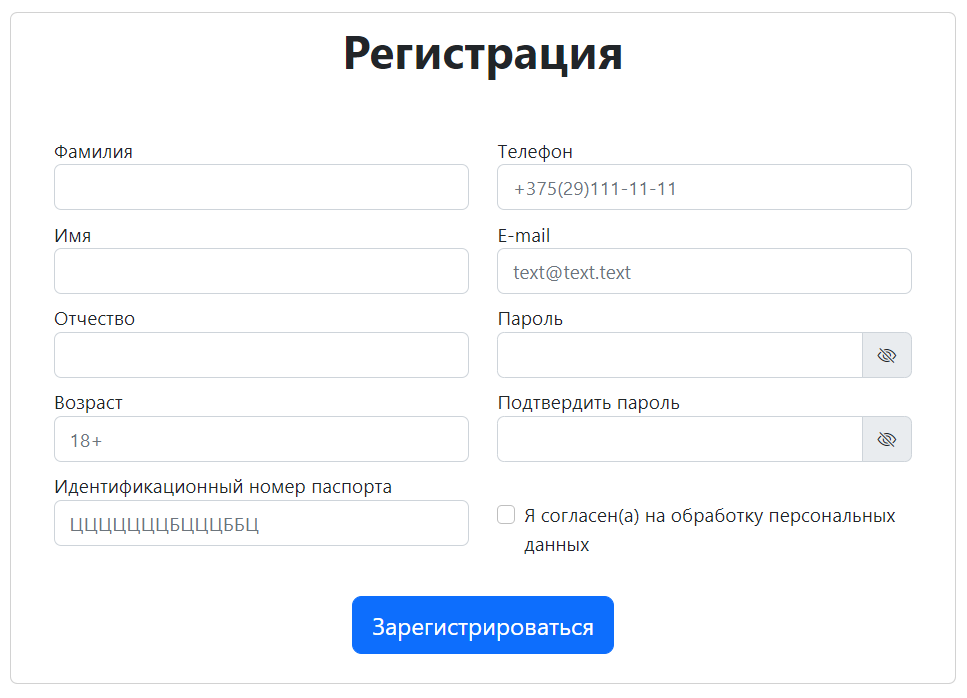 Регистрация
Фамилия
Имя
Отчество
Возраст
18+
Идентификационный номер паспорта
ЦЦЦЦЦЦЦБЦЦЦББЦ
Телефон
+375(29)111-11-11
E-mail
text@text.text
Пароль
Подтвердить пароль
Я согласен(а) на обработку персональных
данных
Зарегистрироваться